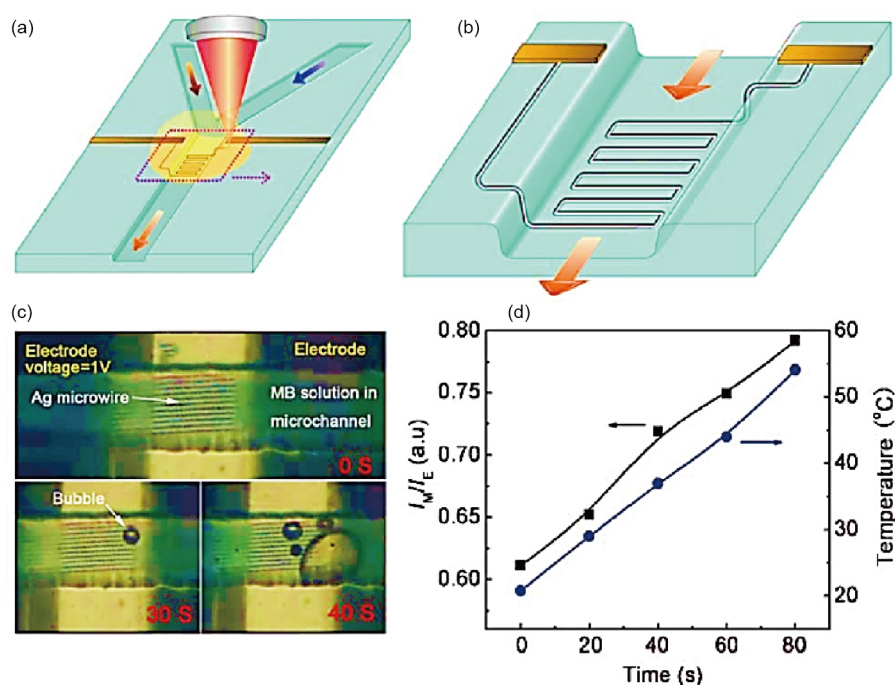 (a)
(b)
(c)
Electrode
voltage=1V
Electrode
Ag microwire
MB solution in
microchannel
0 S
Bubble
30 S
40 S
(d)
0.80
0.75
0.70
0.65
0.60
I_M/I_E (a.u)
60
50
40
30
20
Temperature (°C)
0
20
40
60
80
Time (s)